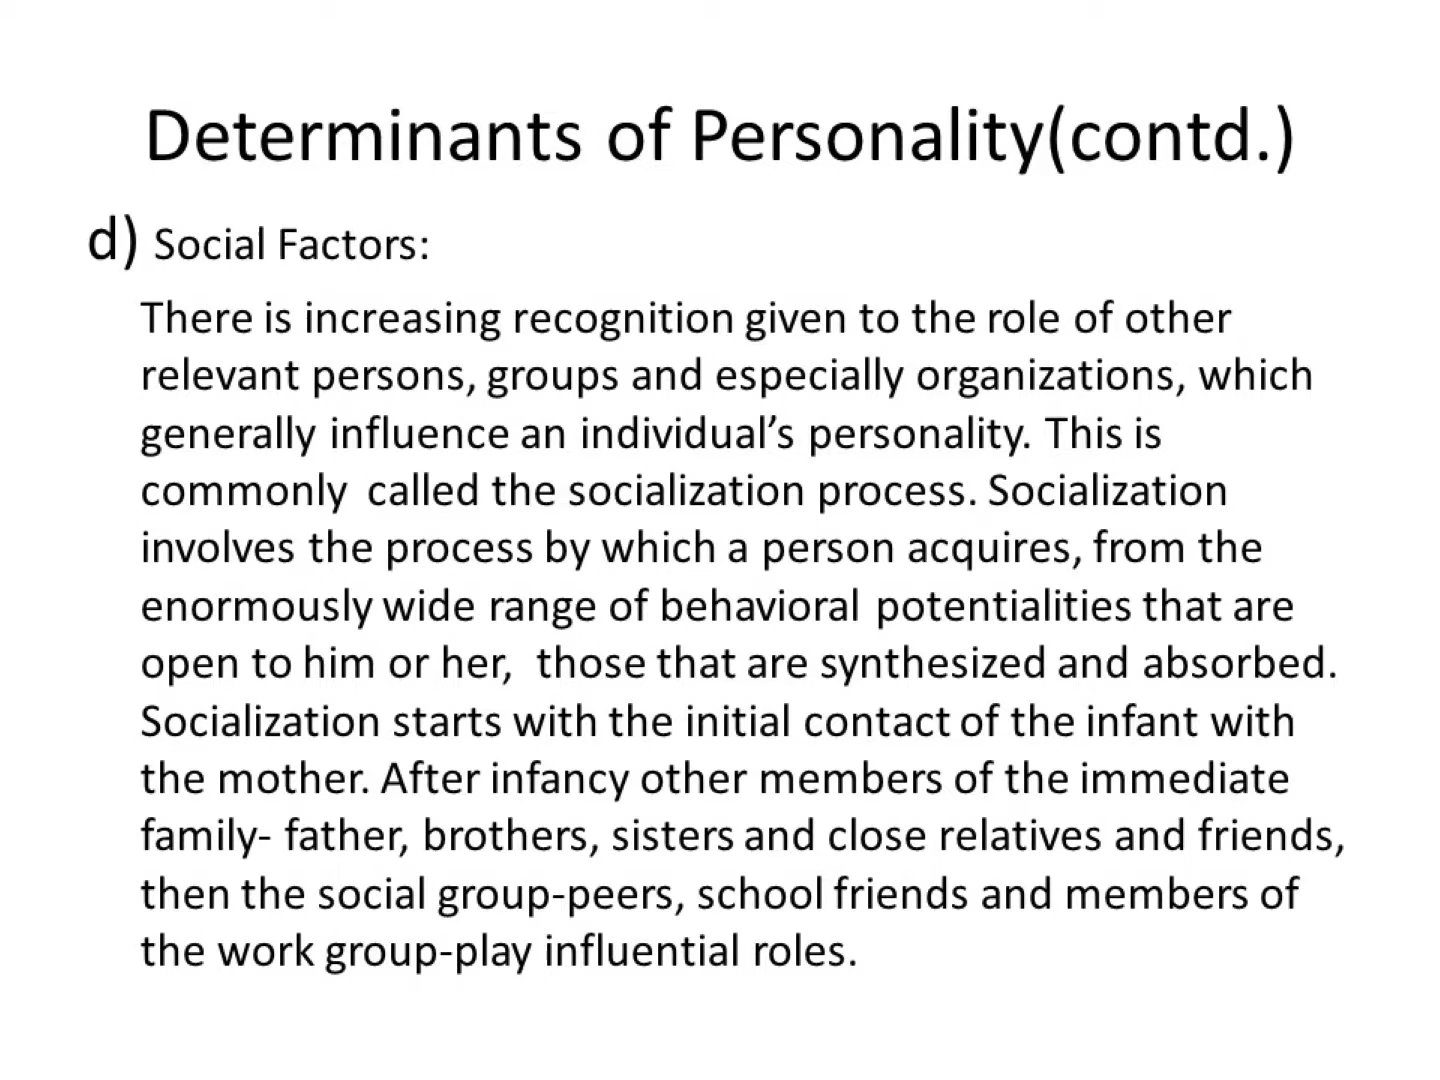 Determinants of Personality(contd.)
d) Social Factors:
There is increasing recognition given to the role of other
relevant persons, groups and especially organizations, which
generally influence an individual’s personality. This is
commonly called the socialization process. Socialization
involves the process by which a person acquires, from the
enormously wide range of behavioral potentialities that are
open to him or her, those that are synthesized and absorbed.
Socialization starts with the initial contact of the infant with
the mother. After infancy other members of the immediate
family- father, brothers, sisters and close relatives and friends,
then the social group-peers, school friends and members of
the work group-play influential roles.